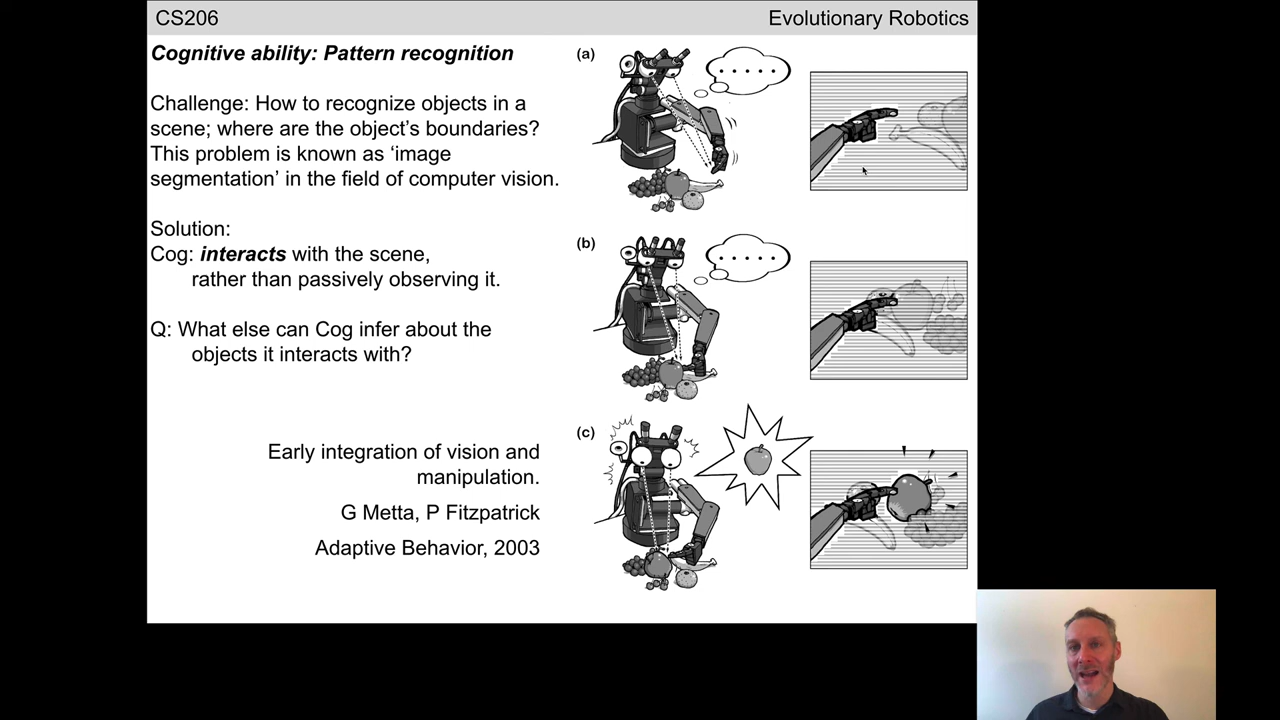 CS206
Evolutionary Robotics
Cognitive ability: Pattern recognition
Challenge: How to recognize objects in a
scene; where are the object's boundaries?
This problem is known as 'image
segmentation' in the field of computer vision.
Solution:
Cog: interacts with the scene,
rather than passively observing it.
Q: What else can Cog infer about the
objects it interacts with?
Early integration of vision and
manipulation.
G Metta, P Fitzpatrick
Adaptive Behavior, 2003
(a)
(b)
(c)